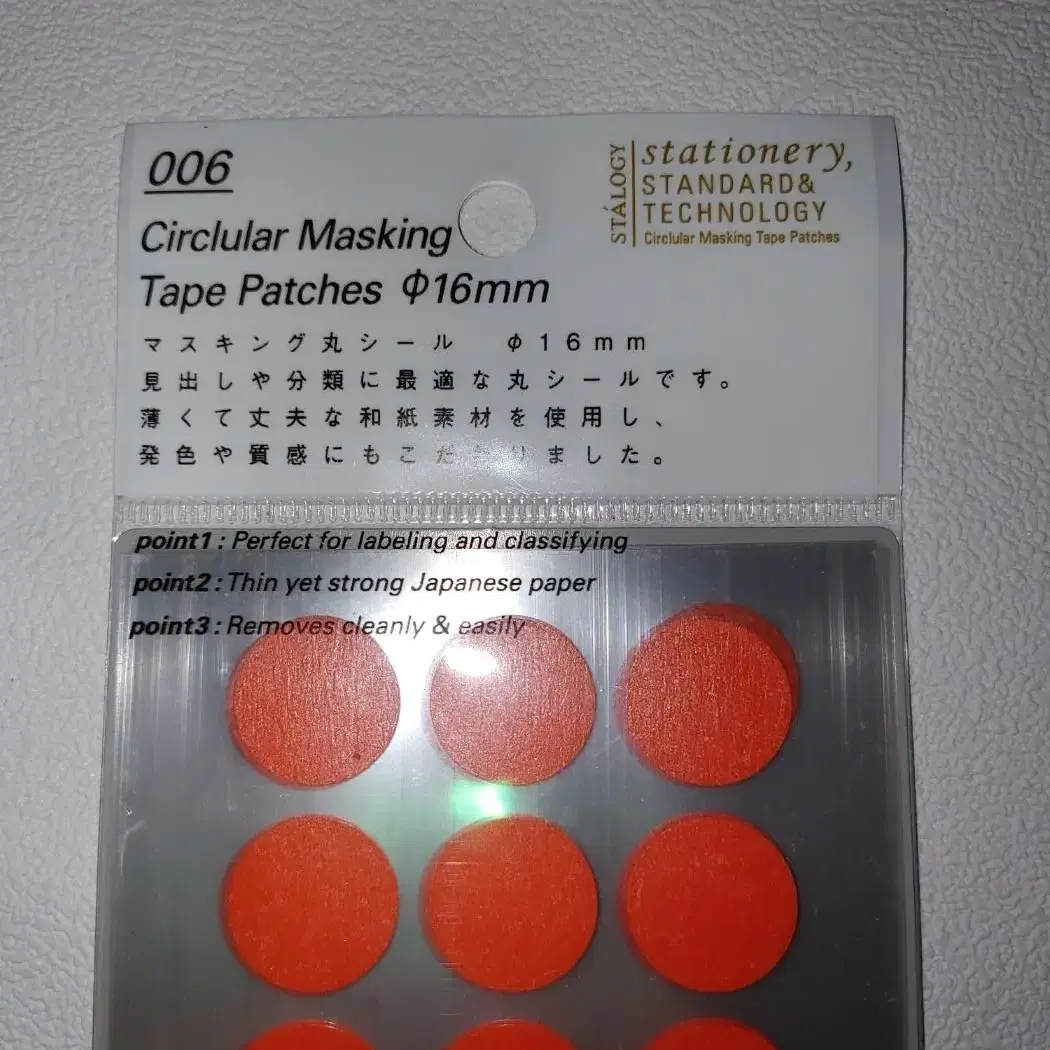 006
Circlular Masking
Tape Patches Φ16mm
STÁLOGY
stationery,
STANDARD&
TECHNOLOGY
Circlular Masking Tape Patches
マスキング丸シール φ16mm
見出しや分類に最適な丸シールです。
薄くて丈夫な和紙素材を使用し、
発色や質感にもこだわりました。
point1: Perfect for labeling and classifying
point2: Thin yet strong Japanese paper
point3: Removes cleanly & easily